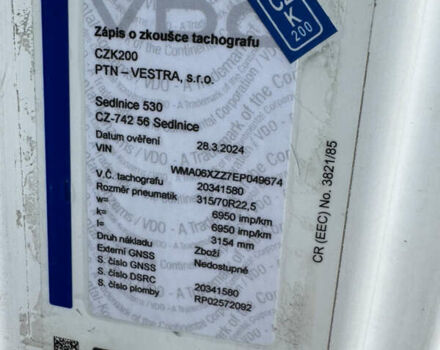 VDO
CZ
K
200
Zápis o zkoušce tachografu
CZK200
PTN – VESTRA, s.r.o.
Sedlnice 530
CZ-742 56 Sedlnice
Datum ověření 28.3.2024
VIN WMA06XZZ7EP049674
V.Č. tachografu 20341580
Rozměr pneumatik 315/70R22,5
w= 6950 imp/km
k= 6950 imp/km
l= 3154 mm
Druh nákladu Zboží
Externí GNSS Nedostupné
S. číslo GNSS
S. číslo DSRC 20341580
S. číslo plomby RP02572092
CR (EEC) No. 3821/85